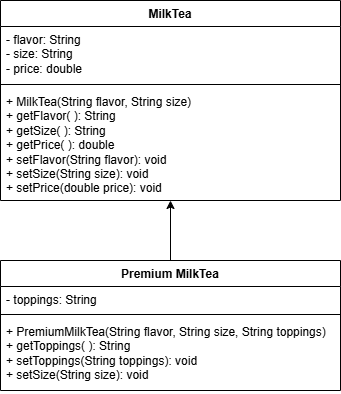 MilkTea
- flavor: String
- size: String
- price: double
+ MilkTea(String flavor, String size)
+ getFlavor( ): String
+ getSize( ): String
+ getPrice( ): double
+ setFlavor(String flavor): void
+ setSize(String size): void
+ setPrice(double price): void
Premium MilkTea
- toppings: String
+ PremiumMilkTea(String flavor, String size, String toppings)
+ getToppings( ): String
+ setToppings(String toppings): void
+ setSize(String size): void